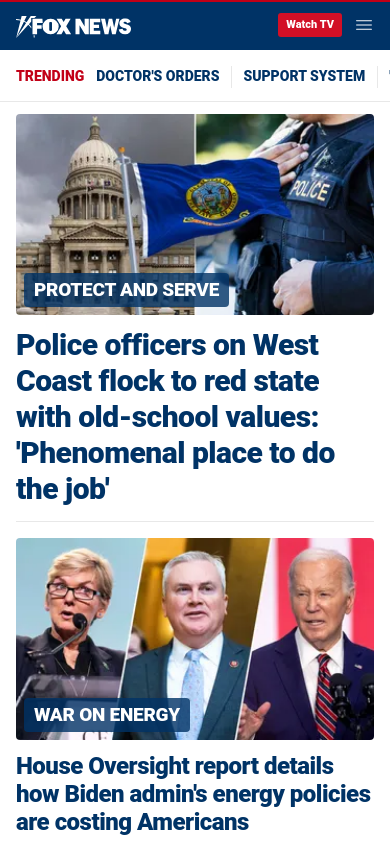 FOX NEWS
Watch TV
TRENDING DOCTOR'S ORDERS SUPPORT SYSTEM
POLICE
PROTECT AND SERVE
Police officers on West
Coast flock to red state
with old-school values:
'Phenomenal place to do
the job'
WAR ON ENERGY
House Oversight report details
how Biden admin's energy policies
are costing Americans